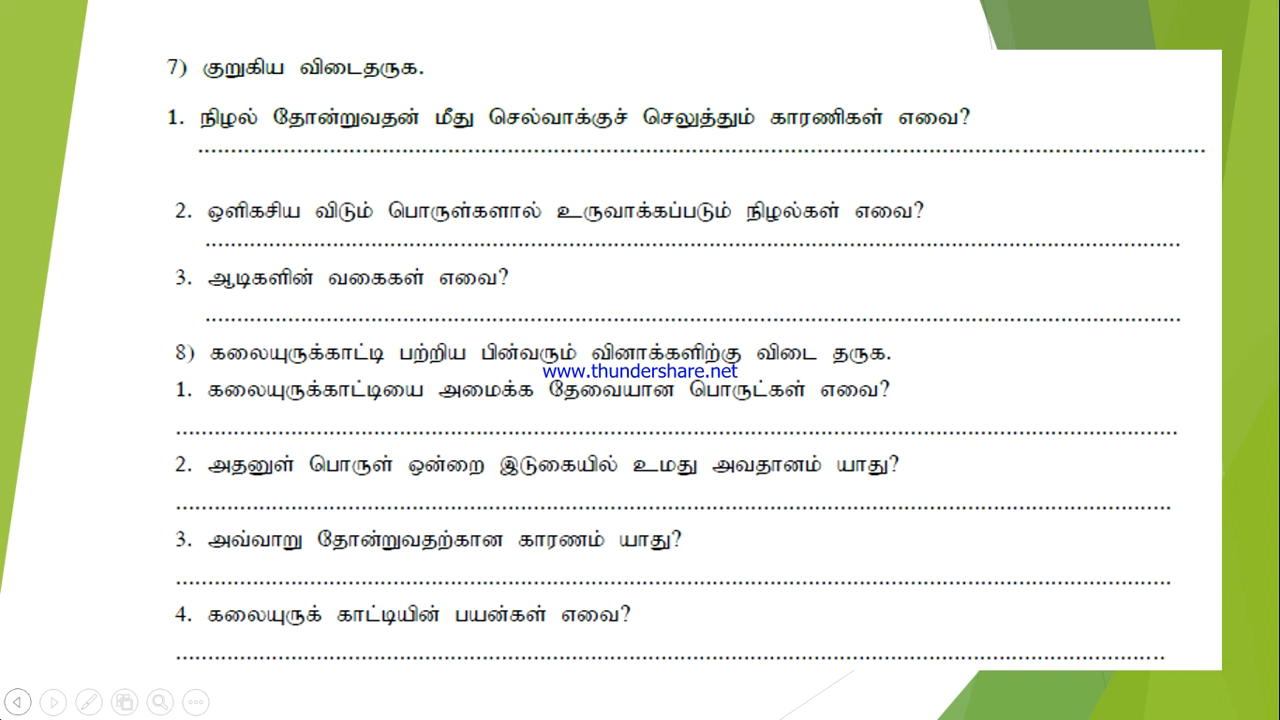 7) குறுகிய விடைதருக.
1. நிழல் தோன்றுவதன் மீது செல்வாக்குச் செலுத்தும் காரணிகள் எவை?
................................................................................
2. ஒளிகசிய விடும் பொருள்களால் உருவாக்கப்படும் நிழல்கள் எவை?
................................................................................
3. ஆடிகளின் வகைகள் எவை?
................................................................................
8) கலையுருக்காட்டி பற்றிய பின்வரும் வினாக்களிற்கு விடை தருக.
www.thundershare.net
1. கலையுருக்காட்டியை அமைக்க தேவையான பொருட்கள் எவை?
................................................................................
2. அதனுள் பொருள் ஒன்றை இடுகையில் உமது அவதானம் யாது?
................................................................................
3. அவ்வாறு தோன்றுவதற்கான காரணம் யாது?
................................................................................
4. கலையுருக் காட்டியின் பயன்கள் எவை?
................................................................................